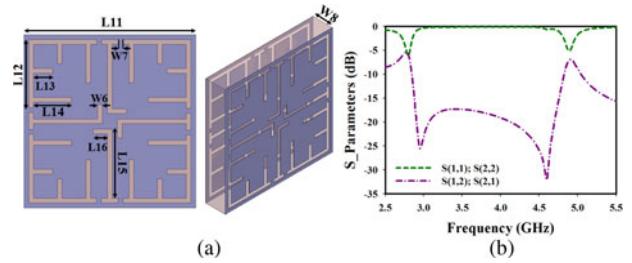 (a)
L11
W8
L12
W7
L13
L14
W6
L16
L15
(a)
(b)
S_Parameters (dB)
0
-5
-10
-15
-20
-25
-30
-35
S(1,1); S(2,2)
S(1,2); S(2,1)
2.5 3.0 3.5 4.0 4.5 5.0 5.5
Frequency (GHz)
(b)